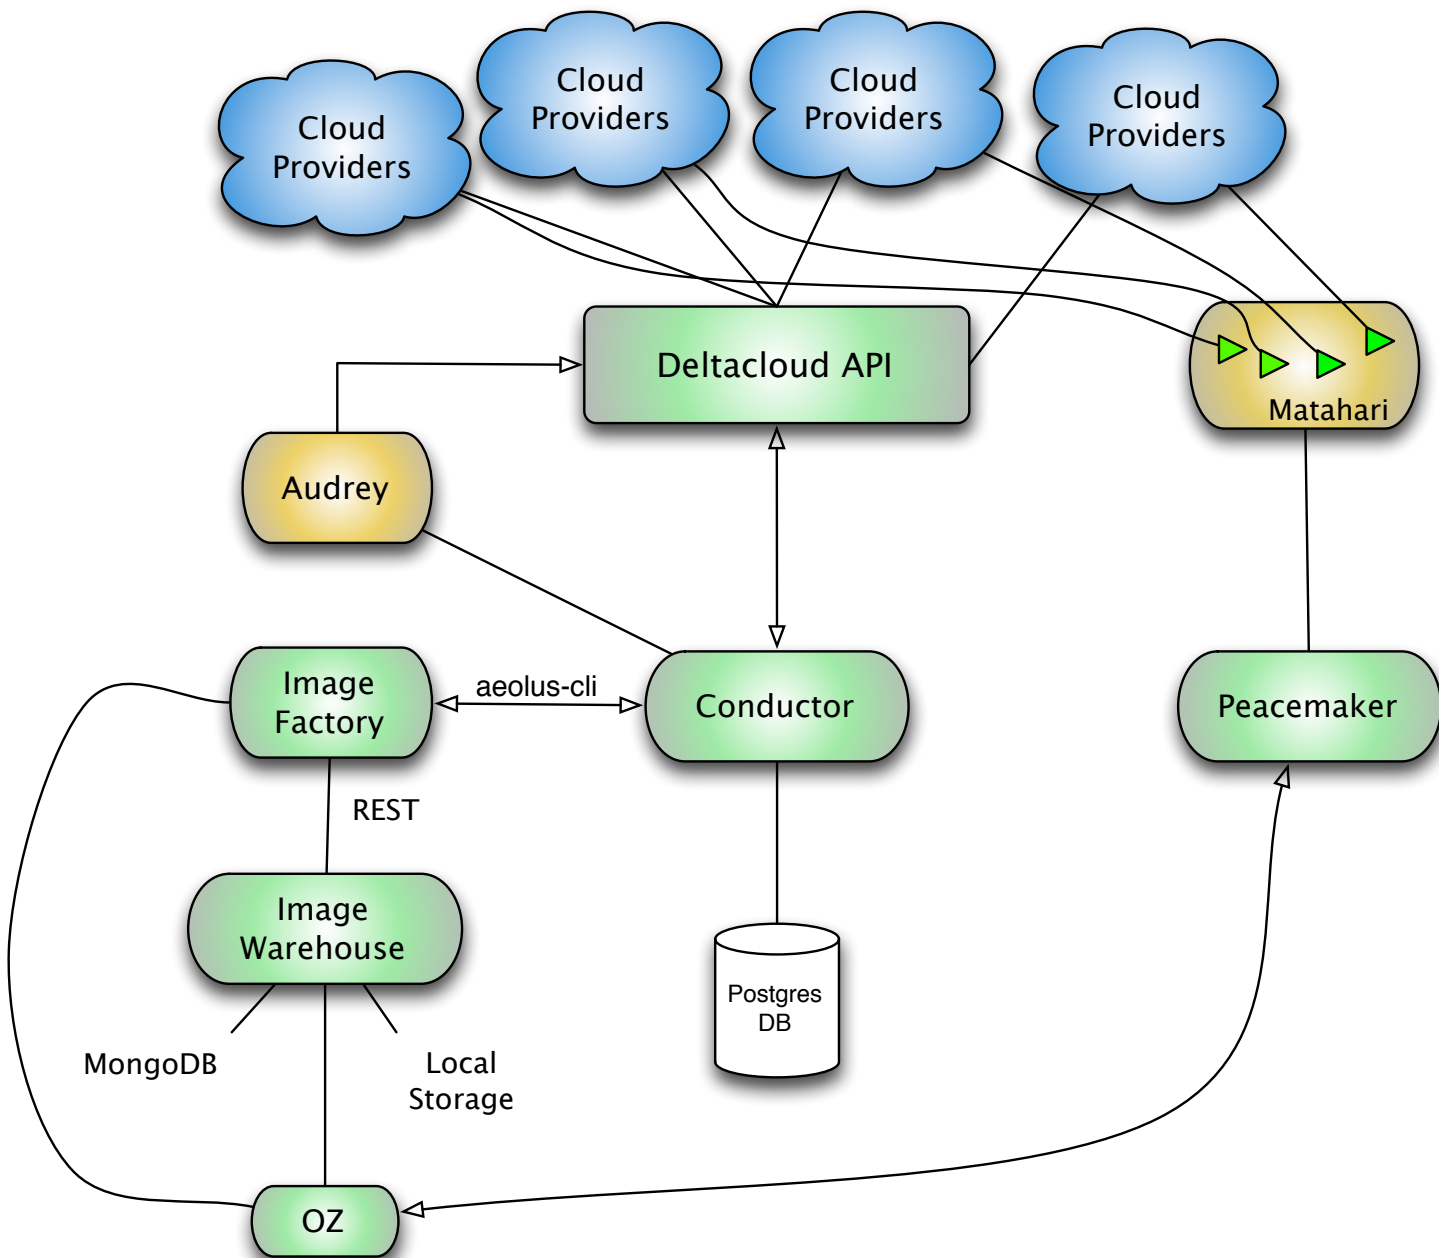 Cloud
Providers
Cloud
Providers
Cloud
Providers
Cloud
Providers
Deltacloud API
Matahari
Audrey
Image
Factory
aeolus-cli
Conductor
Peacemaker
REST
Image
Warehouse
Postgres
DB
MongoDB
Local
Storage
OZ